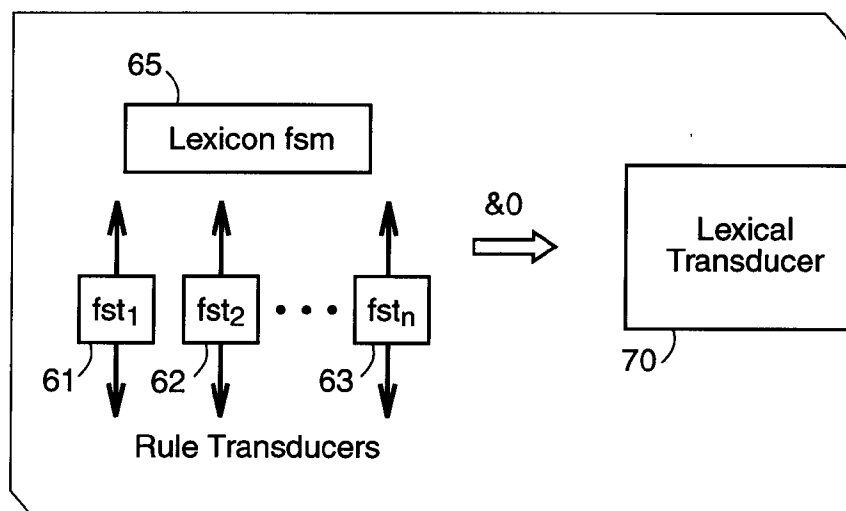 65
Lexicon fsm
&0
Lexical
Transducer
fst₁ fst₂ • • • fstₙ
61 62 63 70
Rule Transducers